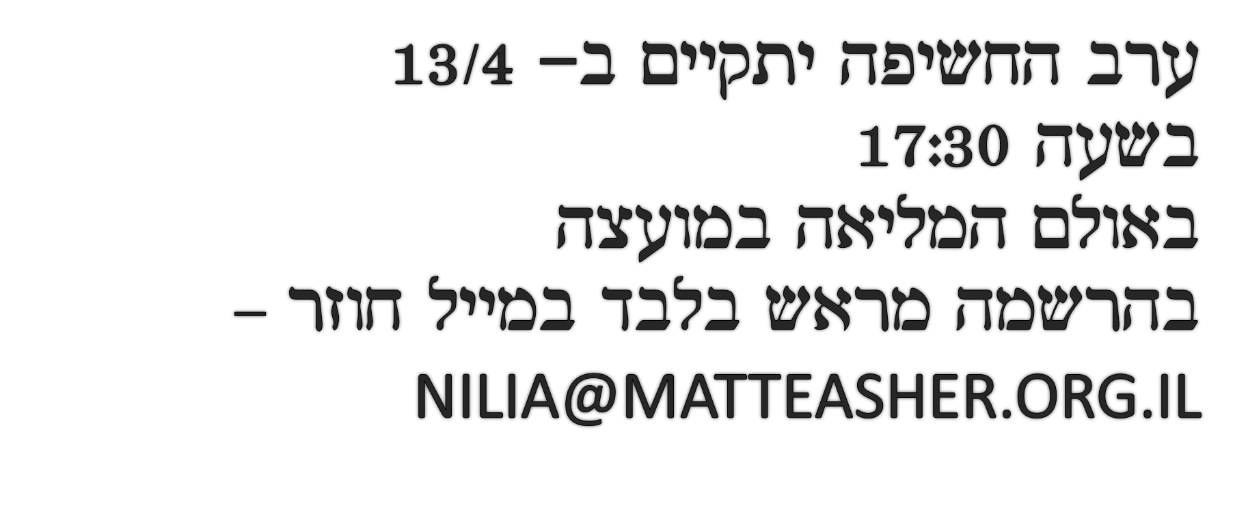 ערב החשיפה יתקיים ב– 13/4
בשעה 17:30
באולם המליאה במועצה
בהרשמה מראש בלבד במייל חוזר –
NILIA@MATTEASHER.ORG.IL